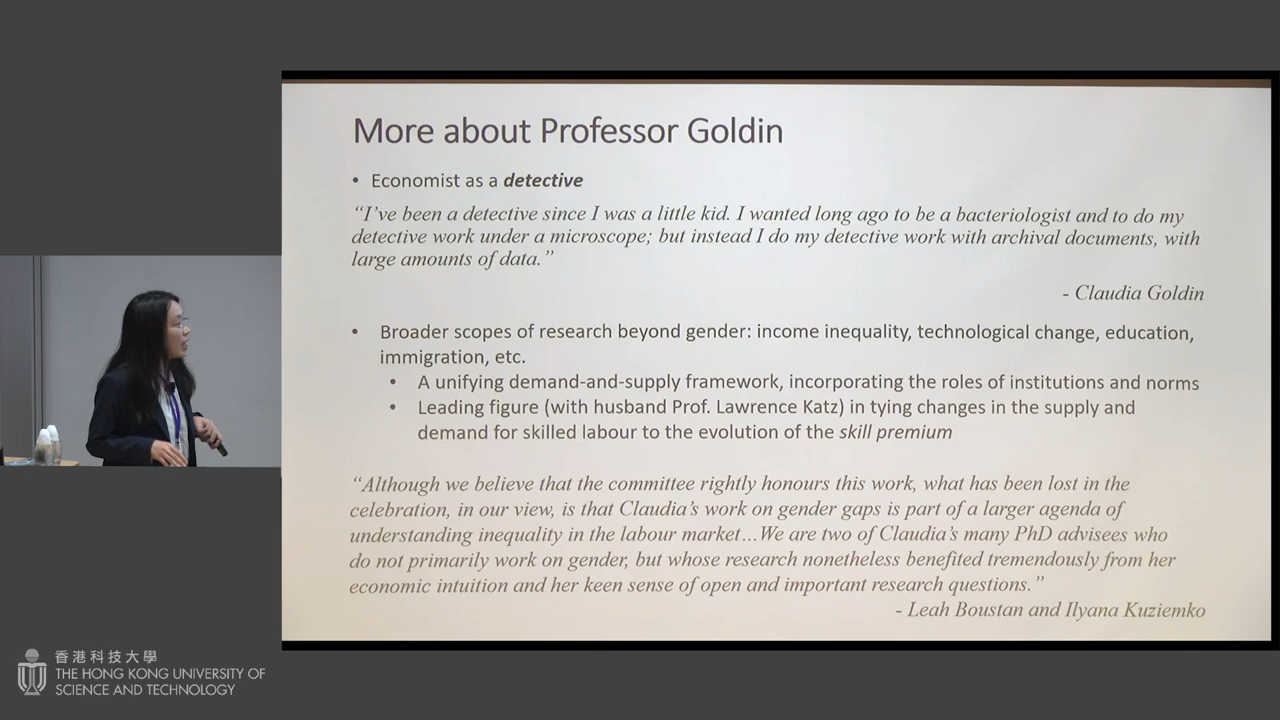 More about Professor Goldin
• Economist as a detective
“I’ve been a detective since I was a little kid. I wanted long ago to be a bacteriologist and to do my
detective work under a microscope; but instead I do my detective work with archival documents, with
large amounts of data.”
- Claudia Goldin
• Broader scopes of research beyond gender: income inequality, technological change, education,
immigration, etc.
• A unifying demand-and-supply framework, incorporating the roles of institutions and norms
• Leading figure (with husband Prof. Lawrence Katz) in tying changes in the supply and
demand for skilled labour to the evolution of the skill premium
“Although we believe that the committee rightly honours this work, what has been lost in the
celebration, in our view, is that Claudia’s work on gender gaps is part of a larger agenda of
understanding inequality in the labour market…We are two of Claudia’s many PhD advisees who
do not primarily work on gender, but whose research nonetheless benefited tremendously from her
economic intuition and her keen sense of open and important research questions.”
- Leah Boustan and Ilyana Kuziemko
香港科技大學
THE HONG KONG UNIVERSITY OF
SCIENCE AND TECHNOLOGY